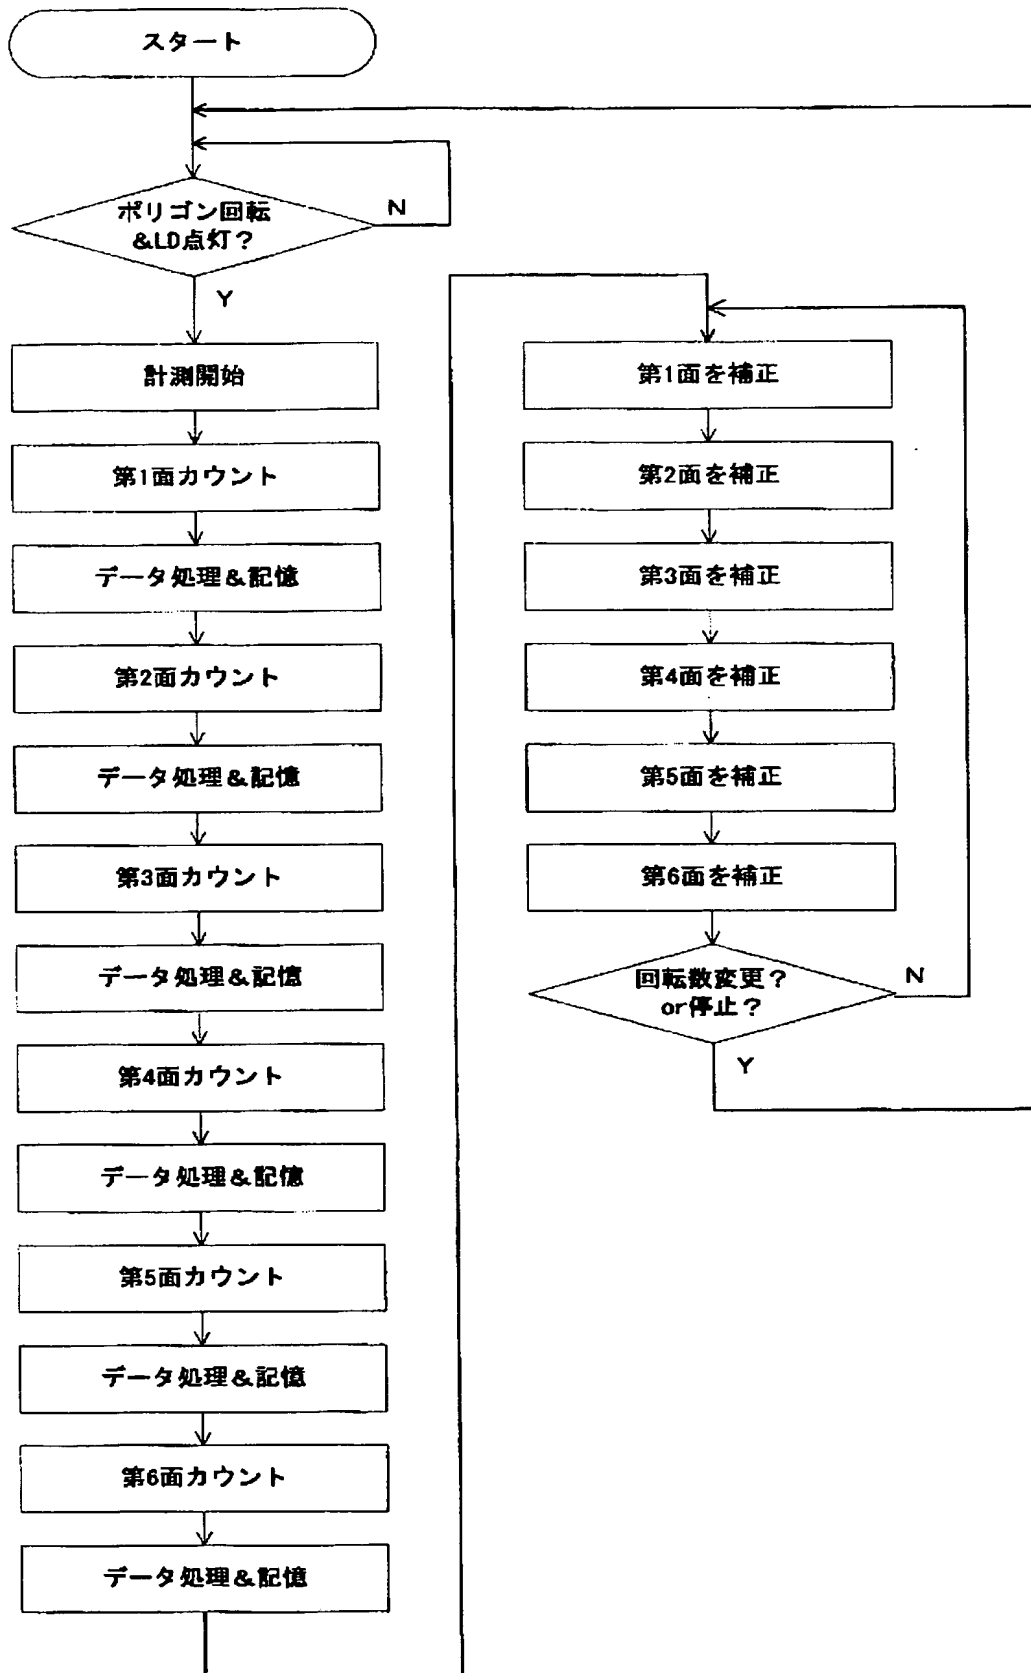 スタート
ポリゴン回転
&LD点灯?
N
Y
計測開始
第1面カウント
データ処理&記憶
第2面カウント
データ処理&記憶
第3面カウント
データ処理&記憶
第4面カウント
データ処理&記憶
第5面カウント
データ処理&記憶
第6面カウント
データ処理&記憶
第1面を補正
第2面を補正
第3面を補正
第4面を補正
第5面を補正
第6面を補正
回転数変更?
or停止?
N
Y